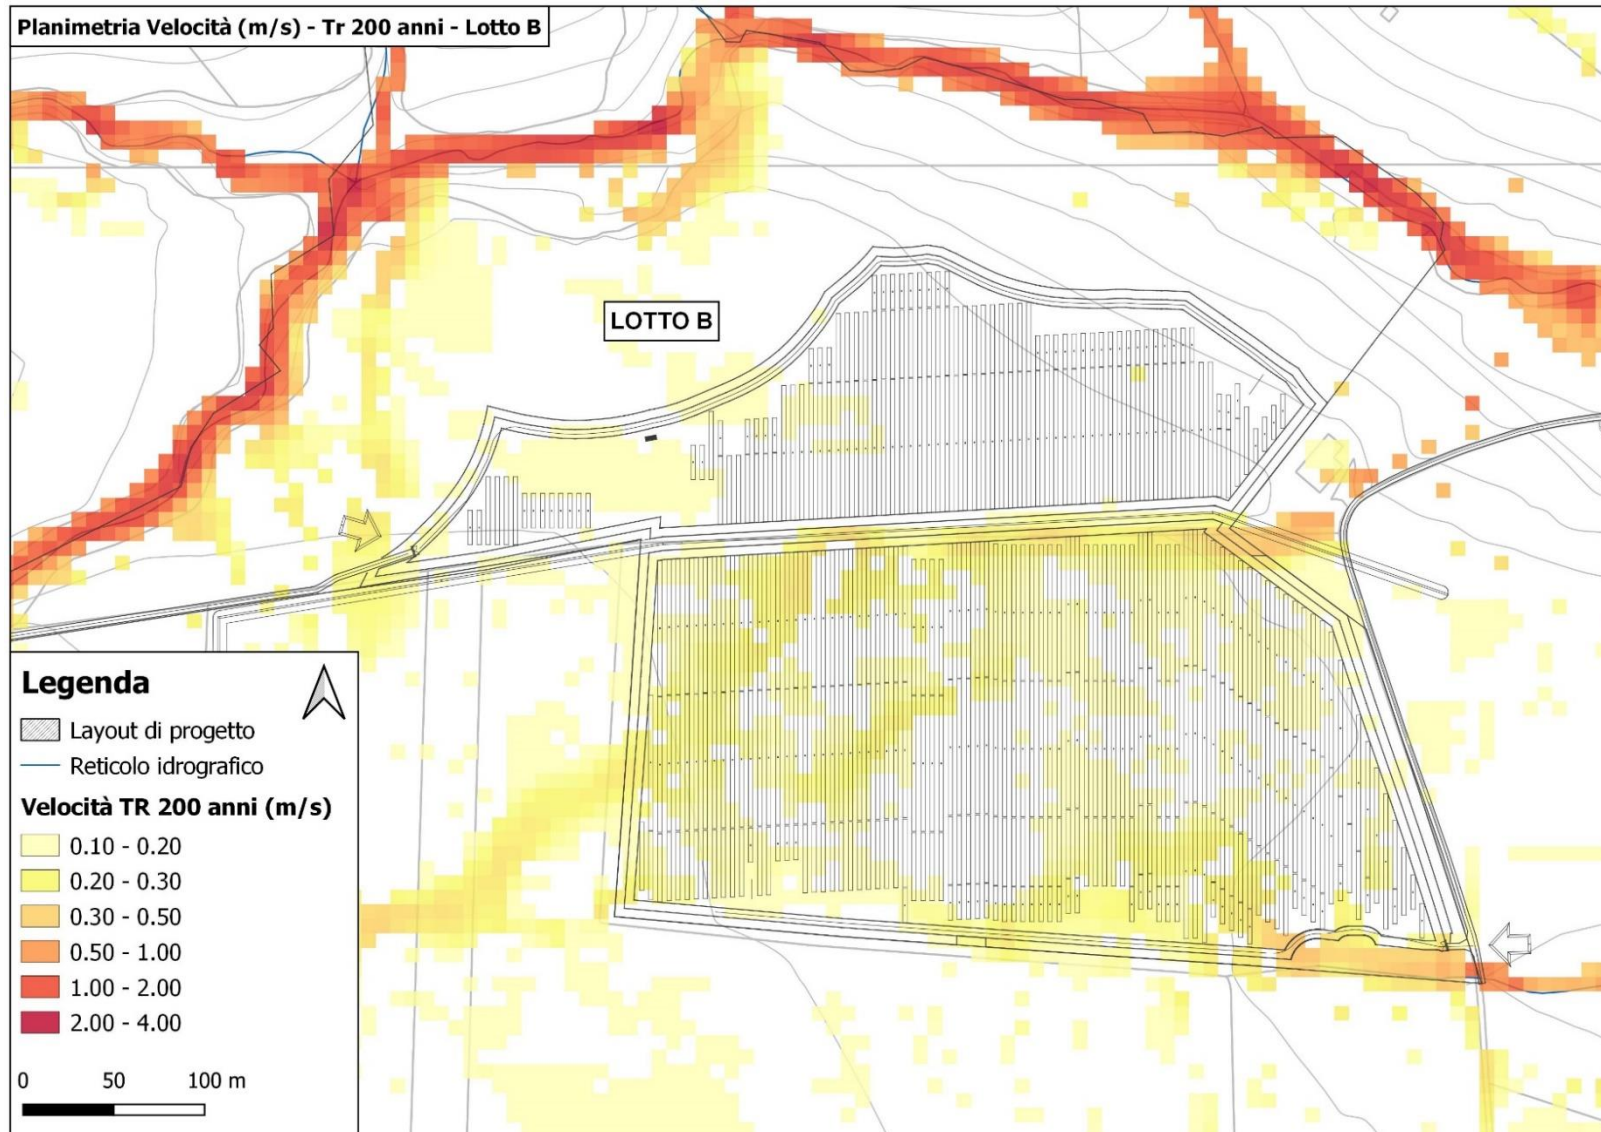 Planimetria Velocità (m/s) - Tr 200 anni - Lotto B
LOTTO B
Legenda
Layout di progetto
Reticolo idrografico
Velocità TR 200 anni (m/s)
0.10 - 0.20
0.20 - 0.30
0.30 - 0.50
0.50 - 1.00
1.00 - 2.00
2.00 - 4.00
0 50 100 m